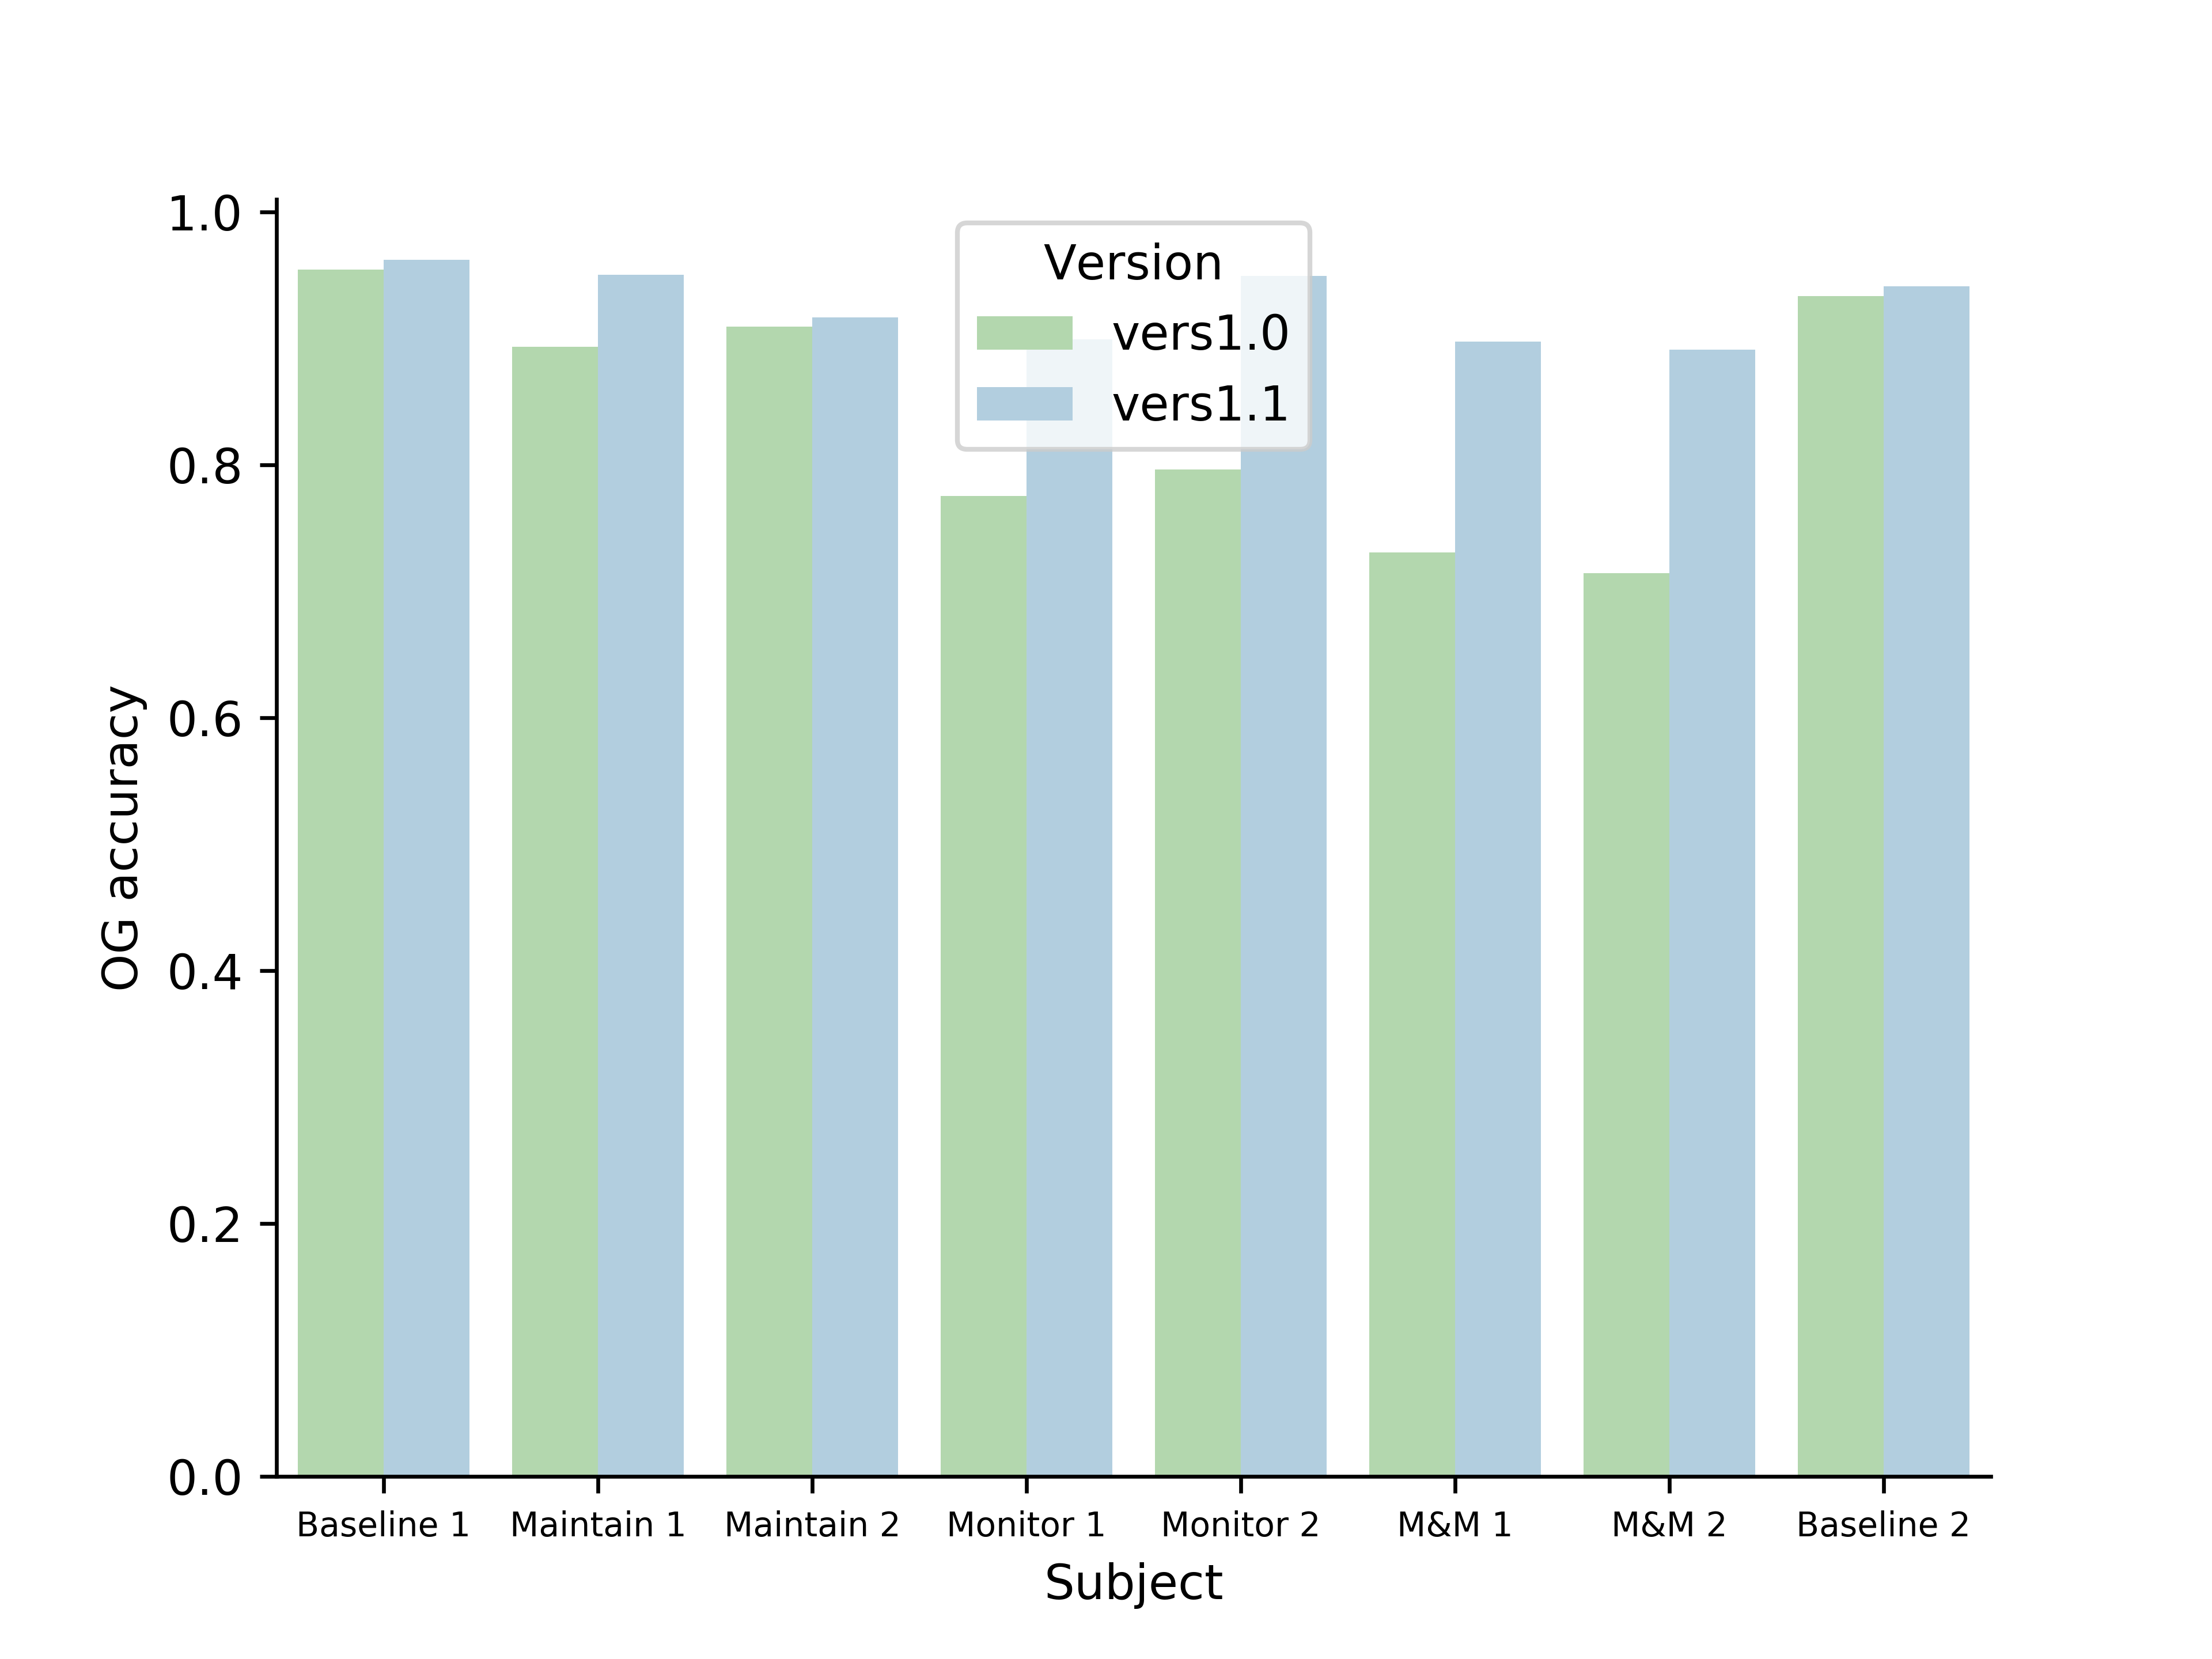 1.0
0.8
0.6
0.4
0.2
0.0
OG accuracy
Version
vers1.0
vers1.1
Baseline 1 Maintain 1 Maintain 2 Monitor 1 Monitor 2 M&M 1 M&M 2 Baseline 2
Subject